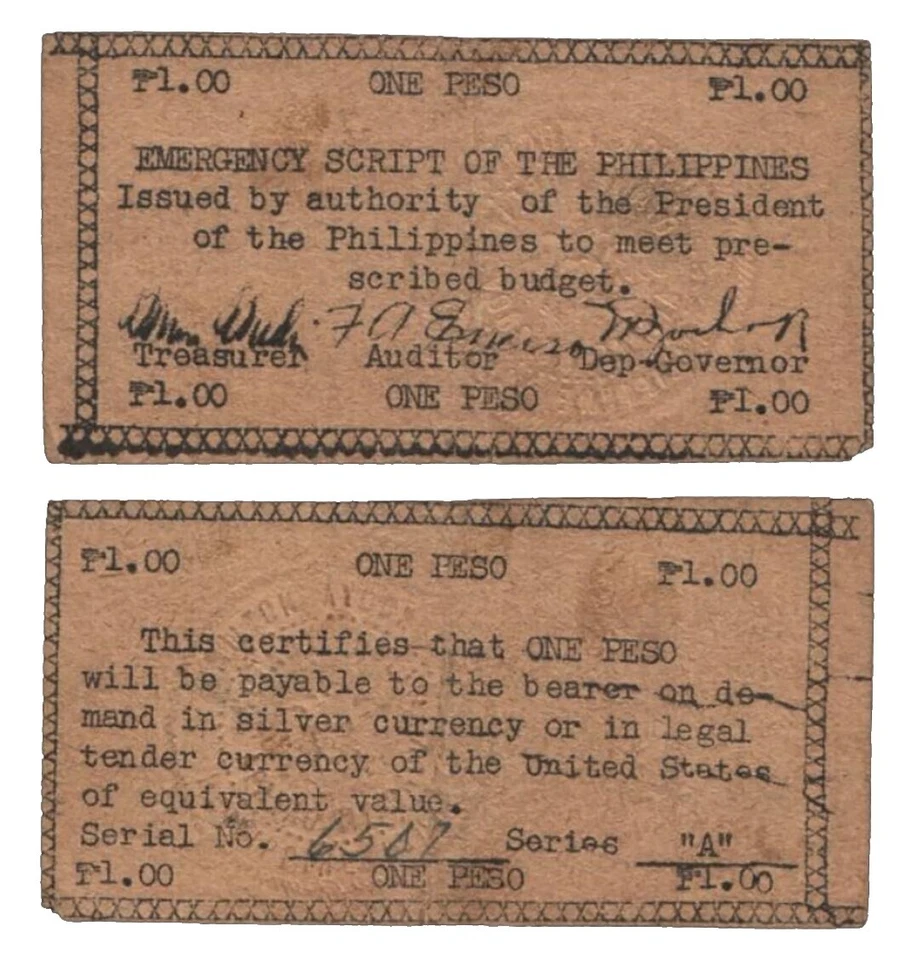 ₱1.00 ONE PESO ₱1.00
EMERGENCY SCRIPT OF THE PHILIPPINES
Issued by authority of the President
of the Philippines to meet pre-
scribed budget.
F A
Treasurer Auditor Dep-Governor
₱1.00 ONE PESO ₱1.00
₱1.00 ONE PESO ₱1.00
This certifies that ONE PESO
will be payable to the bearer on de-
mand in silver currency or in legal
tender currency of the United States
of equivalent value.
Serial No. 6507 Series "A"
₱1.00 ONE PESO ₱1.00